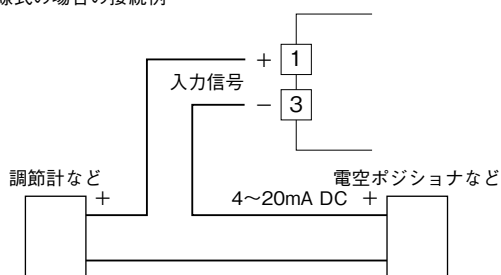 線式の場合の接続例
+ 1
入力信号
− 3
調節計など
電空ポジショナなど
+
4～20mA DC +